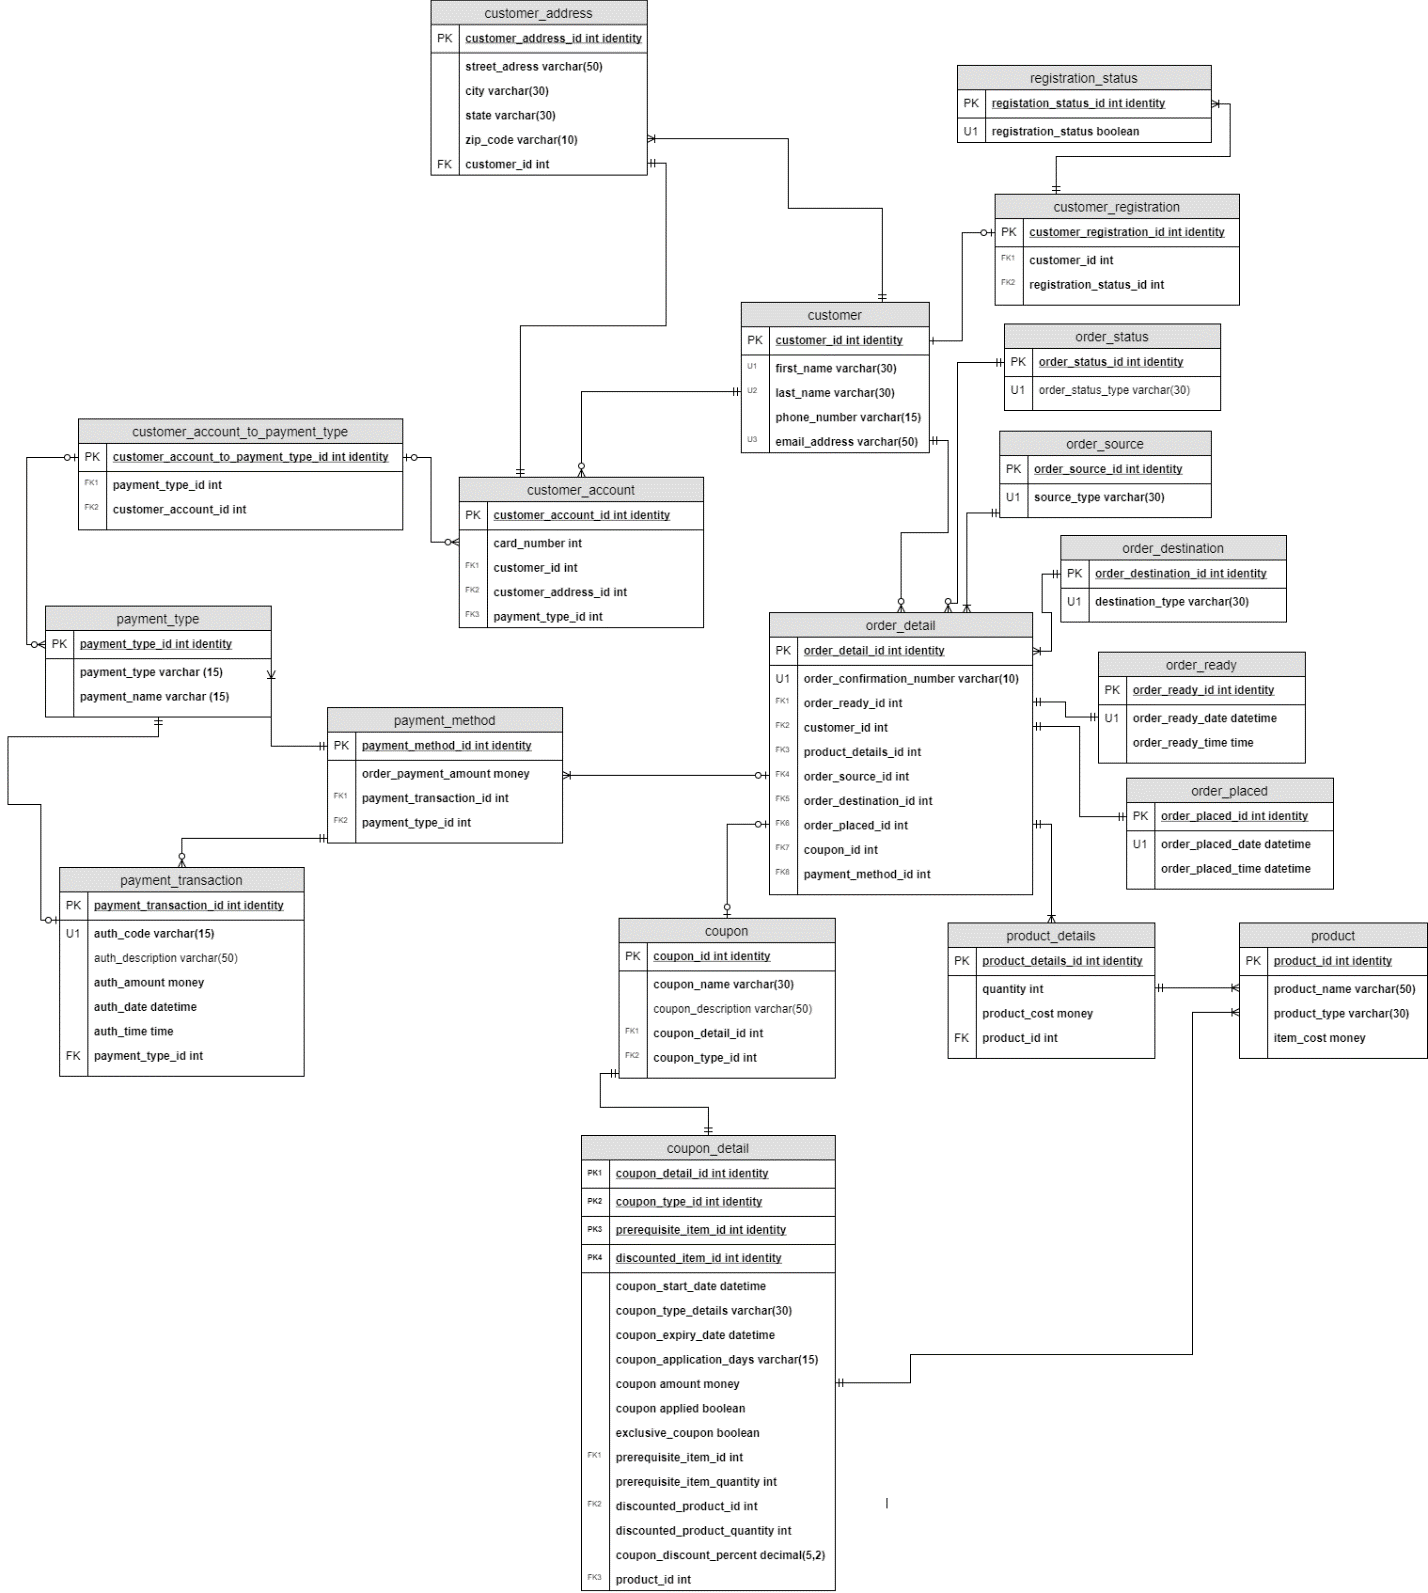 customer_address
PK customer_address_id int identity
street_adress varchar(50)
city varchar(30)
state varchar(30)
zip_code varchar(10)
FK customer_id int
registration_status
PK registation_status_id int identity
U1 registration_status boolean
customer_registration
PK customer_registration_id int identity
FK1 customer_id int
FK2 registration_status_id int
customer
PK customer_id int identity
U1 first_name varchar(30)
U2 last_name varchar(30)
phone_number varchar(15)
U3 email_address varchar(50)
order_status
PK order_status_id int identity
U1 order_status_type varchar(30)
customer_account_to_payment_type
PK customer_account_to_payment_type_id int identity
FK1 payment_type_id int
FK2 customer_account_id int
order_source
PK order_source_id int identity
U1 source_type varchar(30)
customer_account
PK customer_account_id int identity
card_number int
FK1 customer_id int
FK2 customer_address_id int
FK3 payment_type_id int
order_destination
PK order_destination_id int identity
U1 destination_type varchar(30)
payment_type
PK payment_type_id int identity
payment_type varchar (15)
payment_name varchar (15)
order_detail
PK order_detail_id int identity
U1 order_confirmation_number varchar(10)
FK1 order_ready_id int
FK2 customer_id int
FK3 product_details_id int
FK4 order_source_id int
FK5 order_destination_id int
FK6 order_placed_id int
FK7 coupon_id int
FK8 payment_method_id int
order_ready
PK order_ready_id int identity
U1 order_ready_date datetime
order_ready_time time
payment_method
PK payment_method_id int identity
order_payment_amount money
FK1 payment_transaction_id int
FK2 payment_type_id int
order_placed
PK order_placed_id int identity
U1 order_placed_date datetime
order_placed_time datetime
payment_transaction
PK payment_transaction_id int identity
U1 auth_code varchar(15)
auth_description varchar(50)
auth_amount money
auth_date datetime
auth_time time
FK payment_type_id int
coupon
PK coupon_id int identity
coupon_name varchar(30)
coupon_description varchar(50)
FK1 coupon_detail_id int
FK2 coupon_type_id int
product_details
PK product_details_id int identity
quantity int
product_cost money
FK product_id int
product
PK product_id int identity
product_name varchar(50)
product_type varchar(30)
item_cost money
coupon_detail
PK1 coupon_detail_id int identity
PK2 coupon_type_id int identity
PK3 prerequisite_item_id int identity
PK4 discounted_item_id int identity
coupon_start_date datetime
coupon_type_details varchar(30)
coupon_expiry_date datetime
coupon_application_days varchar(15)
coupon amount money
coupon applied boolean
exclusive_coupon boolean
FK1 prerequisite_item_id int
prerequisite_item_quantity int
FK2 discounted_product_id int
discounted_product_quantity int
coupon_discount_percent decimal(5,2)
FK3 product_id int